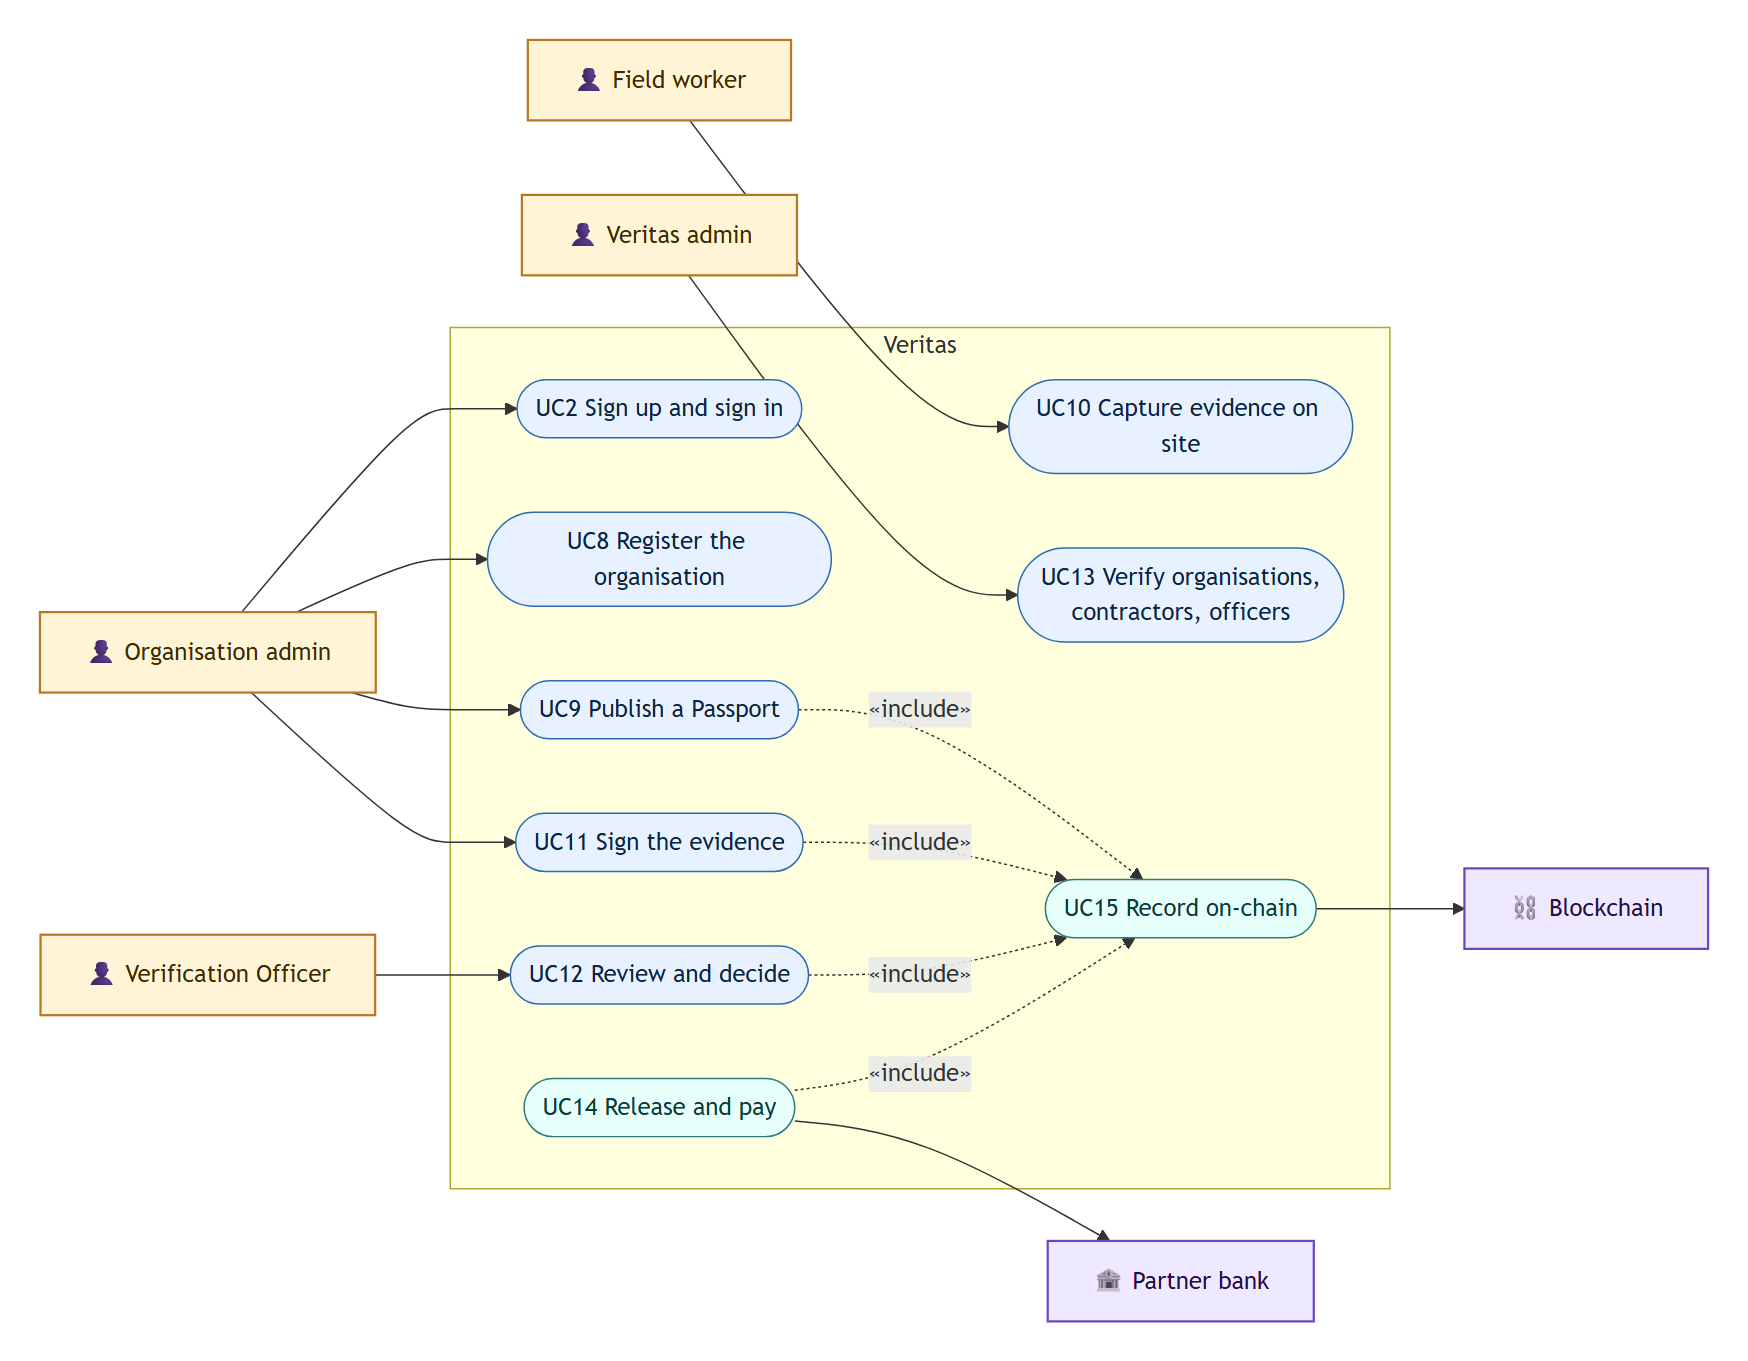 Field worker
Veritas admin
Veritas
UC2 Sign up and sign in
UC10 Capture evidence on
site
UC8 Register the
organisation
UC13 Verify organisations,
contractors, officers
Organisation admin
UC9 Publish a Passport
«include»
UC11 Sign the evidence
«include»
UC15 Record on-chain
Blockchain
Verification Officer
UC12 Review and decide
«include»
UC14 Release and pay
«include»
Partner bank